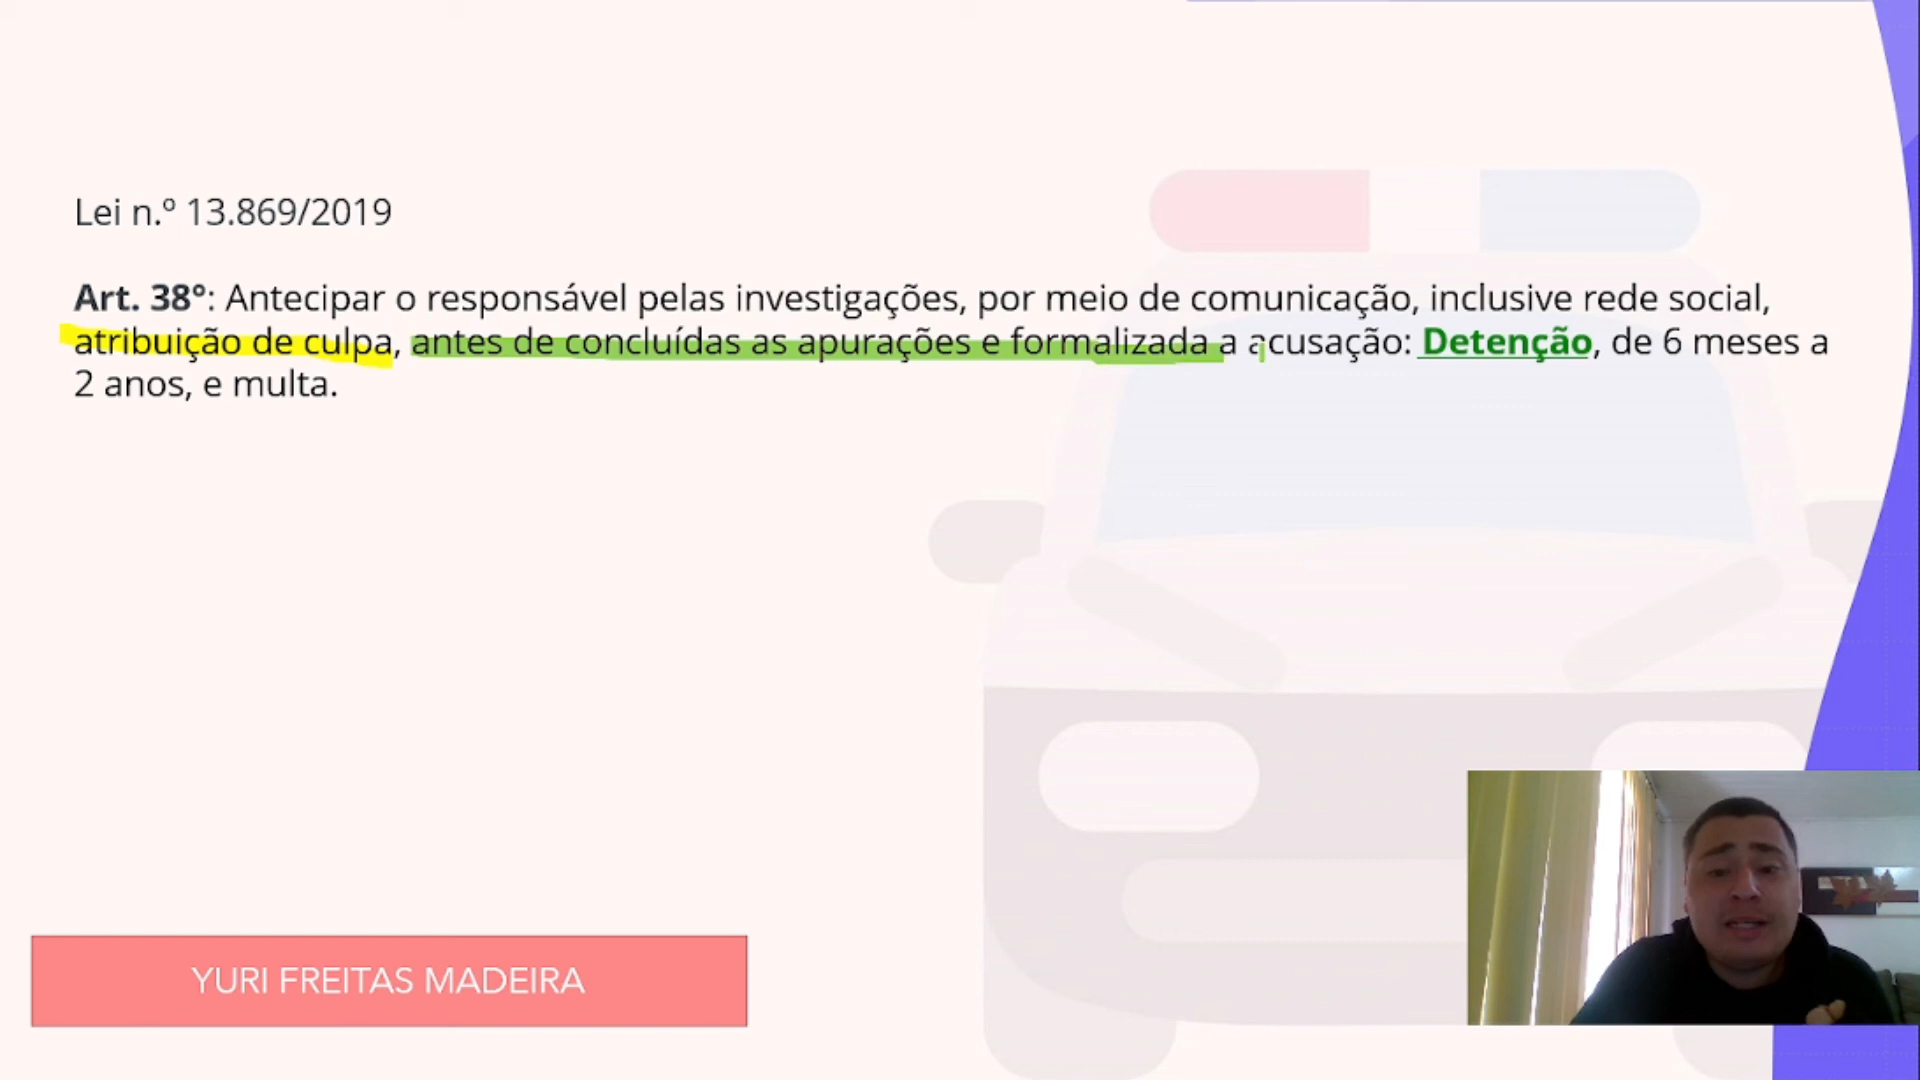 Lei n.º 13.869/2019
Art. 38°: Antecipar o responsável pelas investigações, por meio de comunicação, inclusive rede social,
atribuição de culpa, antes de concluídas as apurações e formalizada a acusação: Detenção, de 6 meses a
2 anos, e multa.
YURI FREITAS MADEIRA